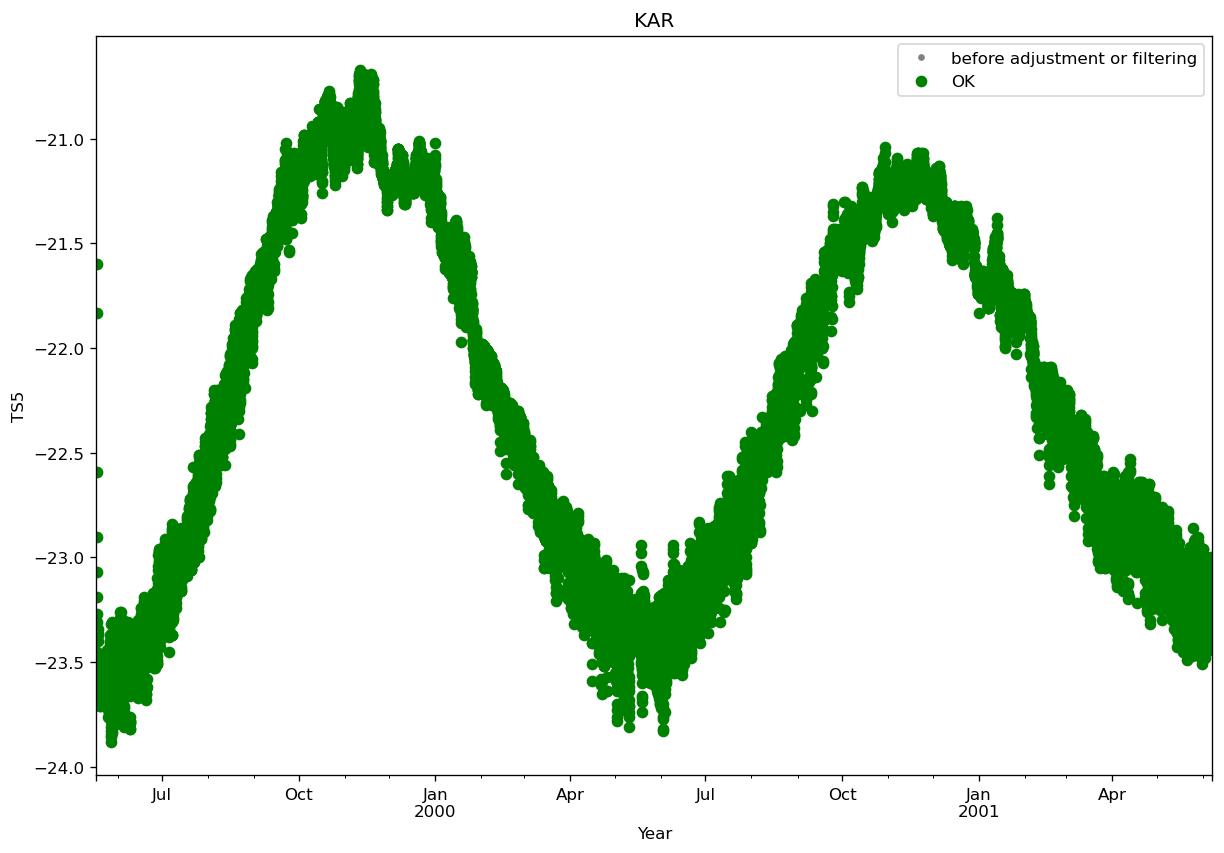 KAR
before adjustment or filtering
OK
TS5
−21.0
−21.5
−22.0
−22.5
−23.0
−23.5
−24.0
Jul
Oct
Jan
2000
Apr
Jul
Oct
Jan
2001
Apr
Year